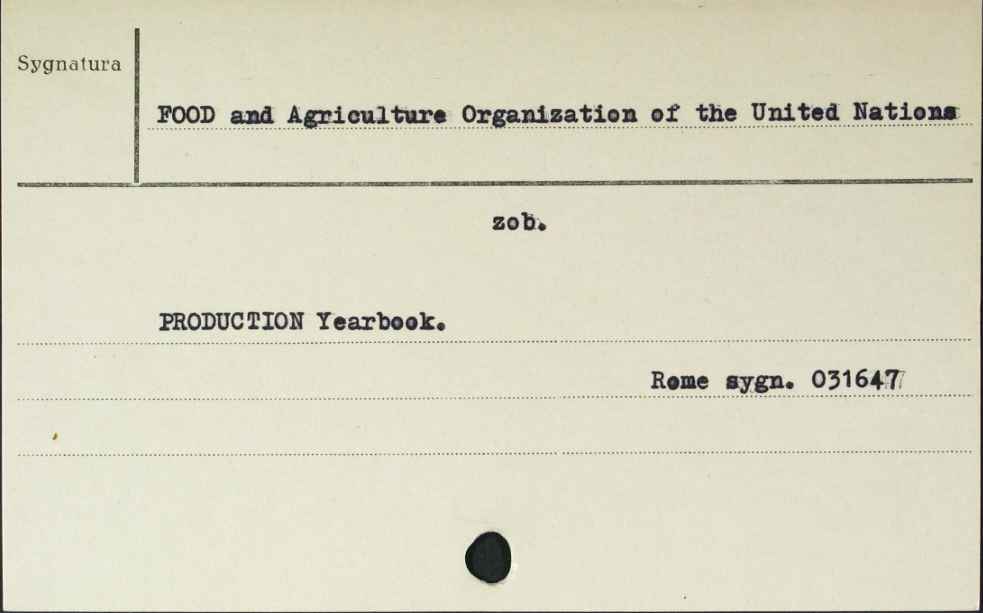 Sygnatura
FOOD and Agriculture Organization of the United Nations
zob.
PRODUCTION Yearbook.
Rome sygn. 031647